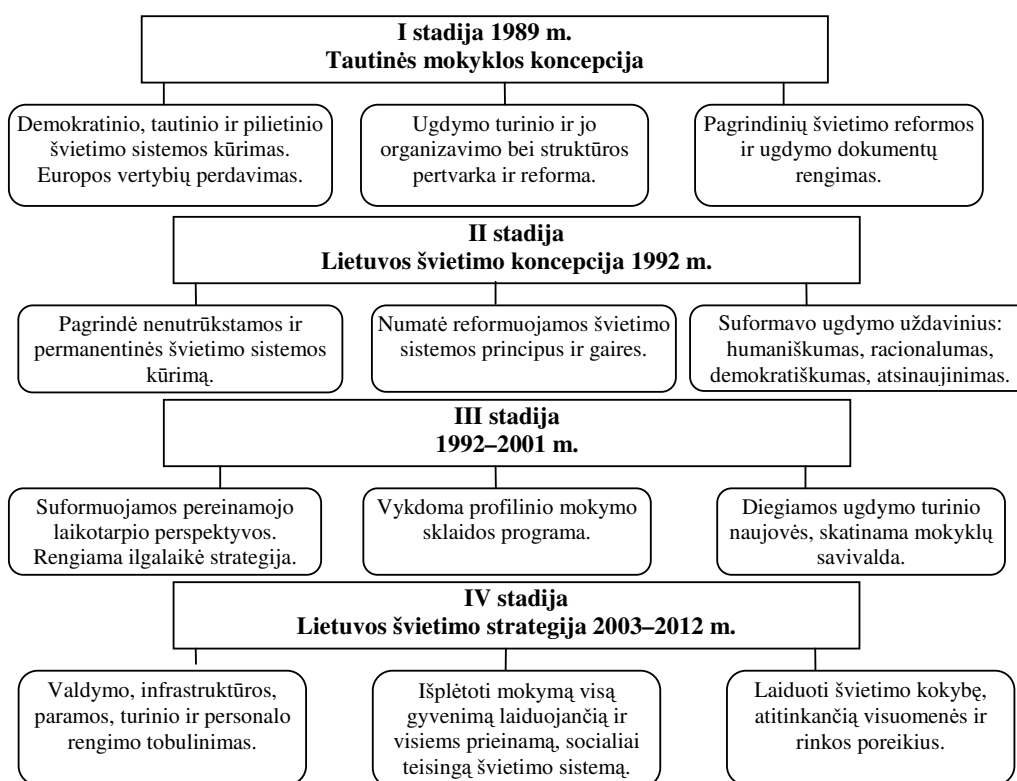 I stadija 1989 m.
Tautinės mokyklos koncepcija
Demokratinio, tautinio ir pilietinio
švietimo sistemos kūrimas.
Europos vertybių perdavimas.
Ugdymo turinio ir jo
organizavimo bei struktūros
pertvarka ir reforma.
Pagrindinių švietimo reformos
ir ugdymo dokumentų
rengimas.
II stadija
Lietuvos švietimo koncepcija 1992 m.
Pagrindė nenutrūkstamos ir
permanentinės švietimo sistemos
kūrimą.
Numatė reformuojamos švietimo
sistemos principus ir gaires.
Suformavo ugdymo uždavinius:
humaniškumas, racionalumas,
demokratiškumas, atsinaujinimas.
III stadija
1992–2001 m.
Suformuojamos pereinamojo
laikotarpio perspektyvos.
Rengiama ilgalaikė strategija.
Vykdoma profilinio mokymo
sklaidos programa.
Diegiamos ugdymo turinio
naujovės, skatinama mokyklų
savivalda.
IV stadija
Lietuvos švietimo strategija 2003–2012 m.
Valdymo, infrastruktūros,
paramos, turinio ir personalo
rengimo tobulinimas.
Išplėtoti mokymą visą
gyvenimą laiduojančią ir
visiems prieinamą, socialiai
teisingą švietimo sistemą.
Laiduoti švietimo kokybę,
atitinkančią visuomenės ir
rinkos poreikius.